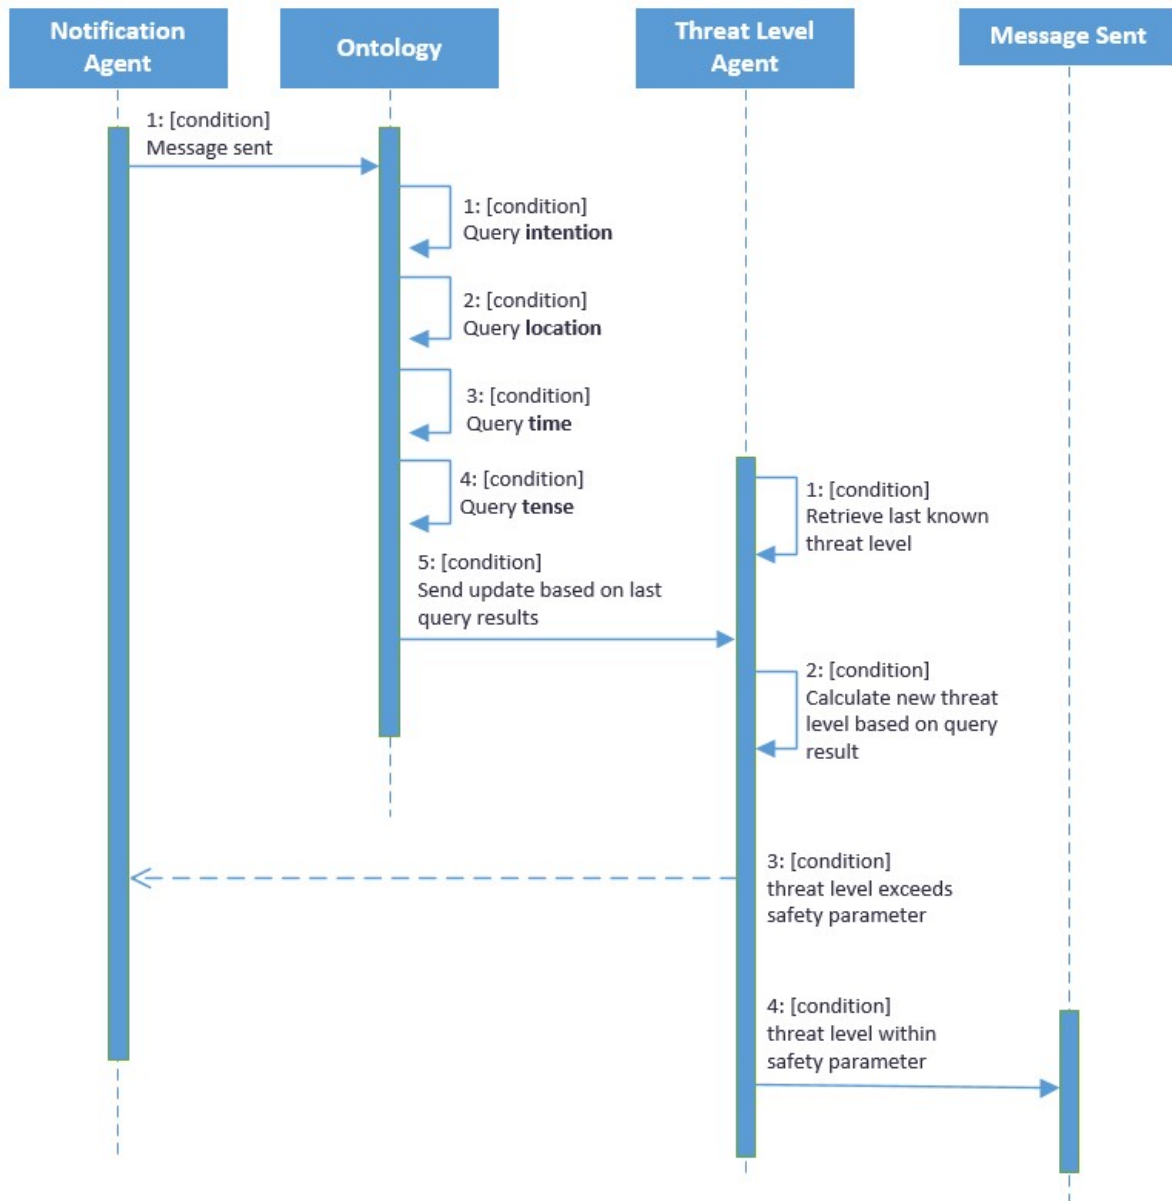 Notification
Agent
Ontology
Threat Level
Agent
Message Sent
1: [condition]
Message sent
1: [condition]
Query intention
2: [condition]
Query location
3: [condition]
Query time
4: [condition]
Query tense
5: [condition]
Send update based on last
query results
1: [condition]
Retrieve last known
threat level
2: [condition]
Calculate new threat
level based on query
result
3: [condition]
threat level exceeds
safety parameter
4: [condition]
threat level within
safety parameter